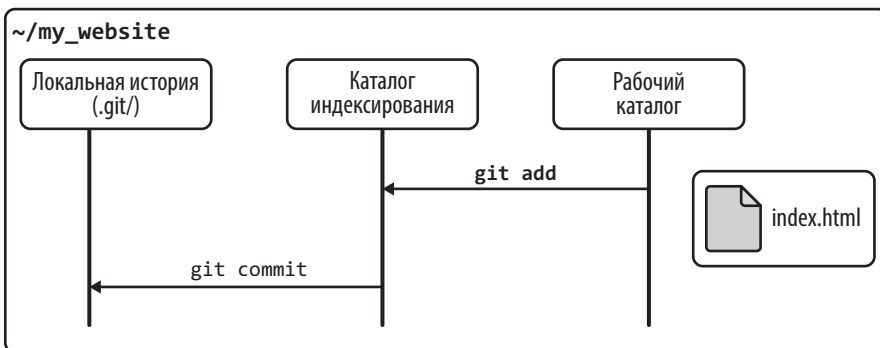 ~/my_website
Локальная история
(.git/)
Каталог
индексирования
Рабочий
каталог
git add
index.html
git commit